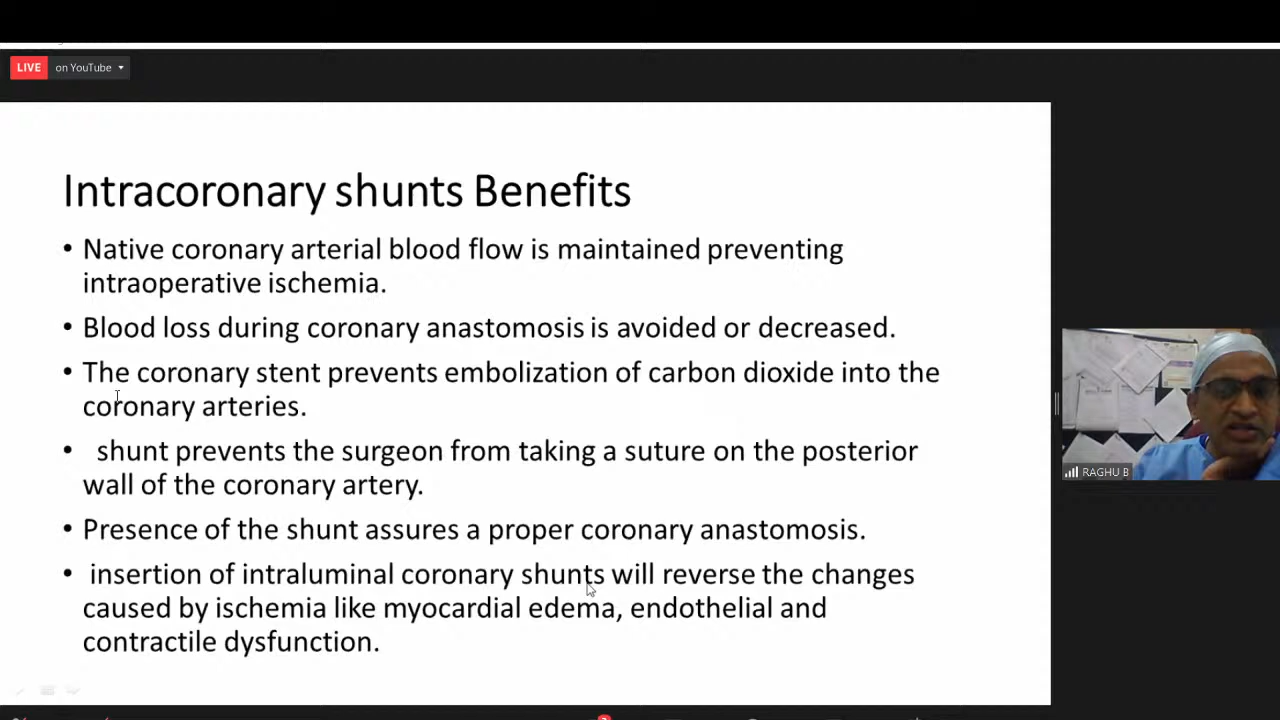 LIVE on YouTube
Intracoronary shunts Benefits
• Native coronary arterial blood flow is maintained preventing
intraoperative ischemia.
• Blood loss during coronary anastomosis is avoided or decreased.
• The coronary stent prevents embolization of carbon dioxide into the
coronary arteries.
• shunt prevents the surgeon from taking a suture on the posterior
wall of the coronary artery.
• Presence of the shunt assures a proper coronary anastomosis.
• insertion of intraluminal coronary shunts will reverse the changes
caused by ischemia like myocardial edema, endothelial and
contractile dysfunction.
RAGHU B